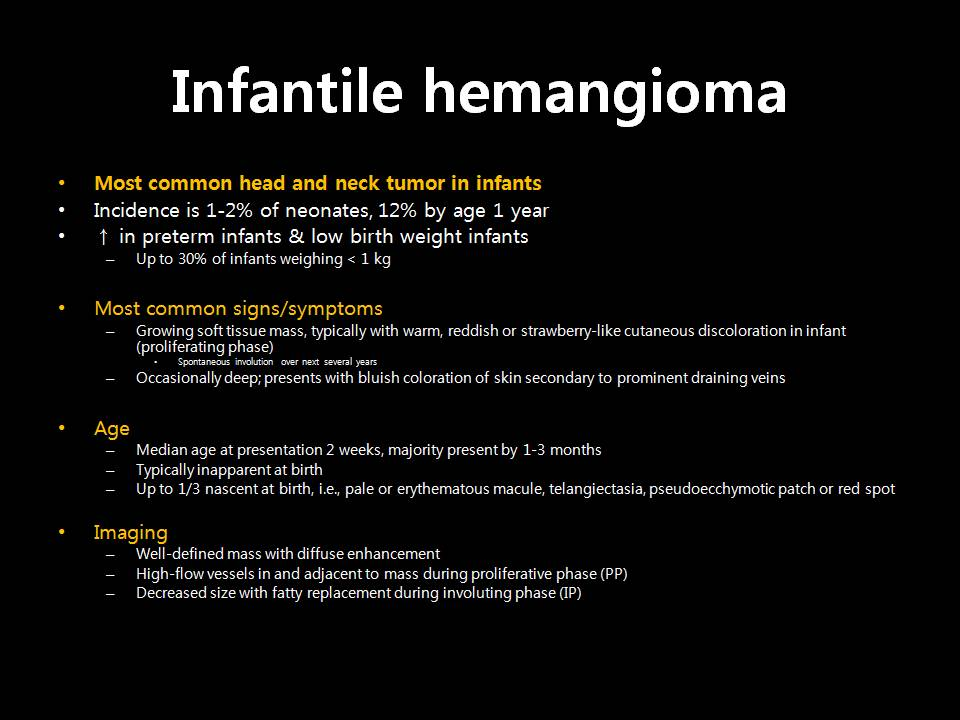 Infantile hemangioma
• Most common head and neck tumor in infants
• Incidence is 1-2% of neonates, 12% by age 1 year
• ↑ in preterm infants & low birth weight infants
– Up to 30% of infants weighing < 1 kg
• Most common signs/symptoms
– Growing soft tissue mass, typically with warm, reddish or strawberry-like cutaneous discoloration in infant
(proliferating phase)
• Spontaneous involution over next several years
– Occasionally deep; presents with bluish coloration of skin secondary to prominent draining veins
• Age
– Median age at presentation 2 weeks, majority present by 1-3 months
– Typically inapparent at birth
– Up to 1/3 nascent at birth, i.e., pale or erythematous macule, telangiectasia, pseudoecchymotic patch or red spot
• Imaging
– Well-defined mass with diffuse enhancement
– High-flow vessels in and adjacent to mass during proliferative phase (PP)
– Decreased size with fatty replacement during involuting phase (IP)